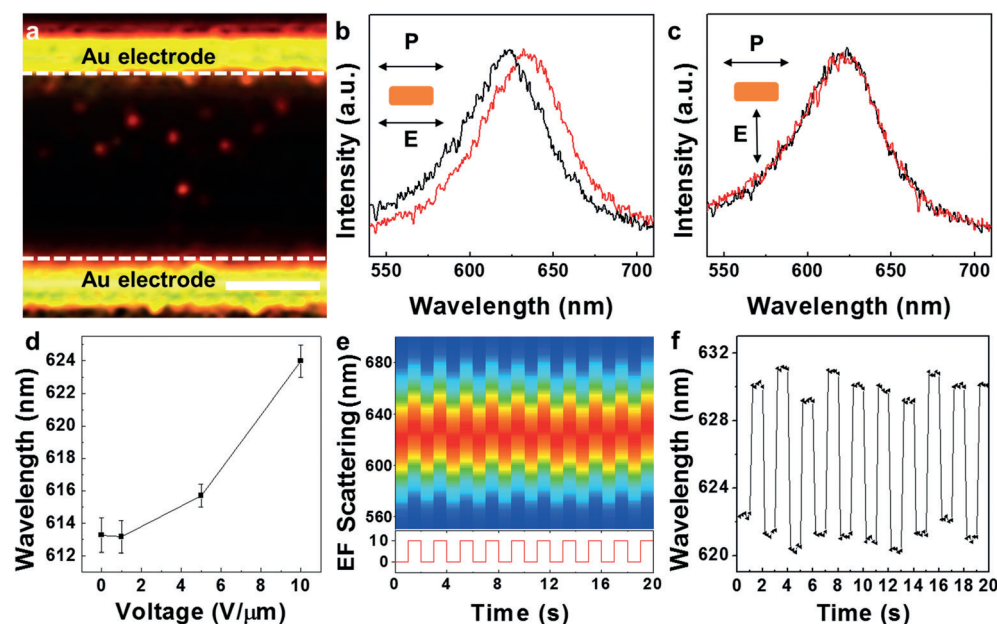 a
Au electrode
Au electrode
b
P
E
Intensity (a.u.)
550 600 650 700
Wavelength (nm)
c
P
E
Intensity (a.u.)
550 600 650 700
Wavelength (nm)
d
Wavelength (nm)
624
622
620
618
616
614
612
0 2 4 6 8 10
Voltage (V/μm)
e
EF Scattering (nm)
680
640
600
560
10
0
0 4 8 12 16 20
Time (s)
f
Wavelength (nm)
632
628
624
620
0 2 4 6 8 10 12 14 16 18 20
Time (s)